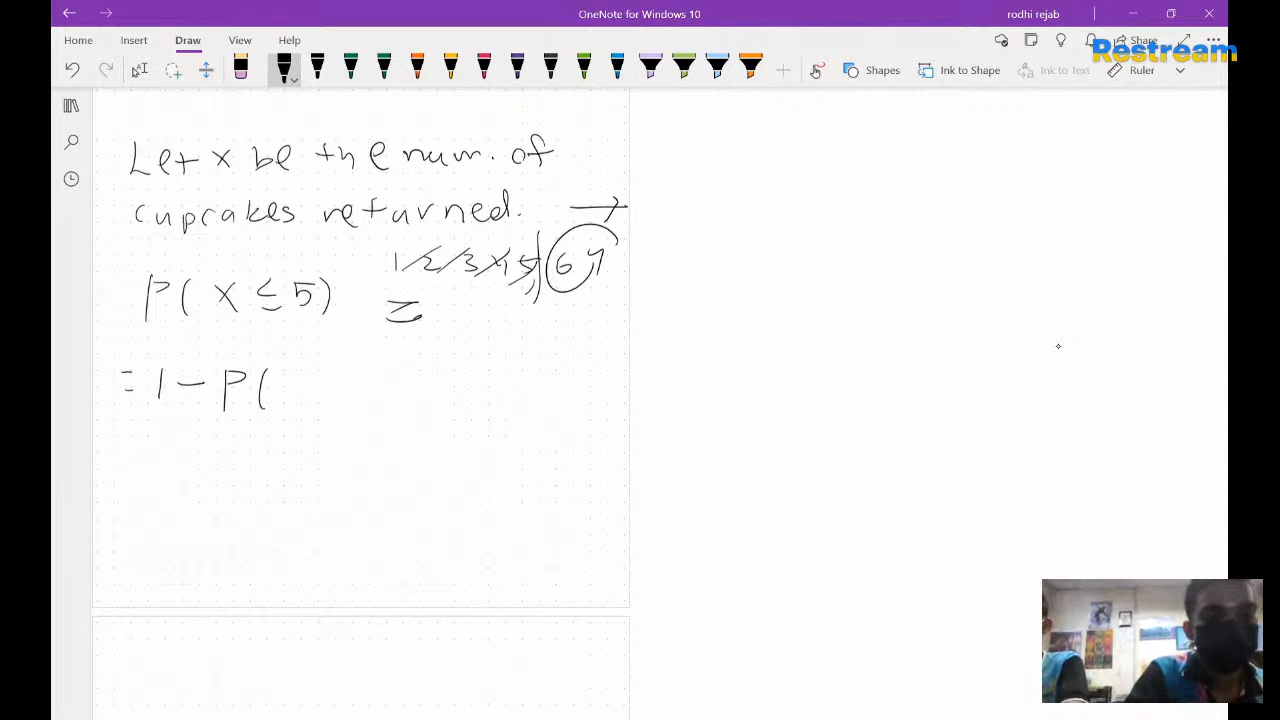 OneNote for Windows 10
rodhi rejab
Home Insert Draw View Help
Share
Restream
Shapes Ink to Shape Ink to Text Ruler
Let x be the num. of
cupcakes returned. →
1 2 3 4 5 6 7
P( X ≤ 5)
= 1 - P(